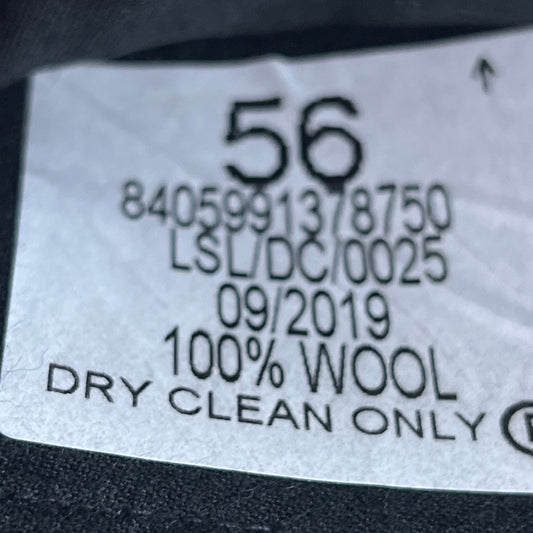 56
8405991378750
LSL/DC/0025
09/2019
100% WOOL
DRY CLEAN ONLY